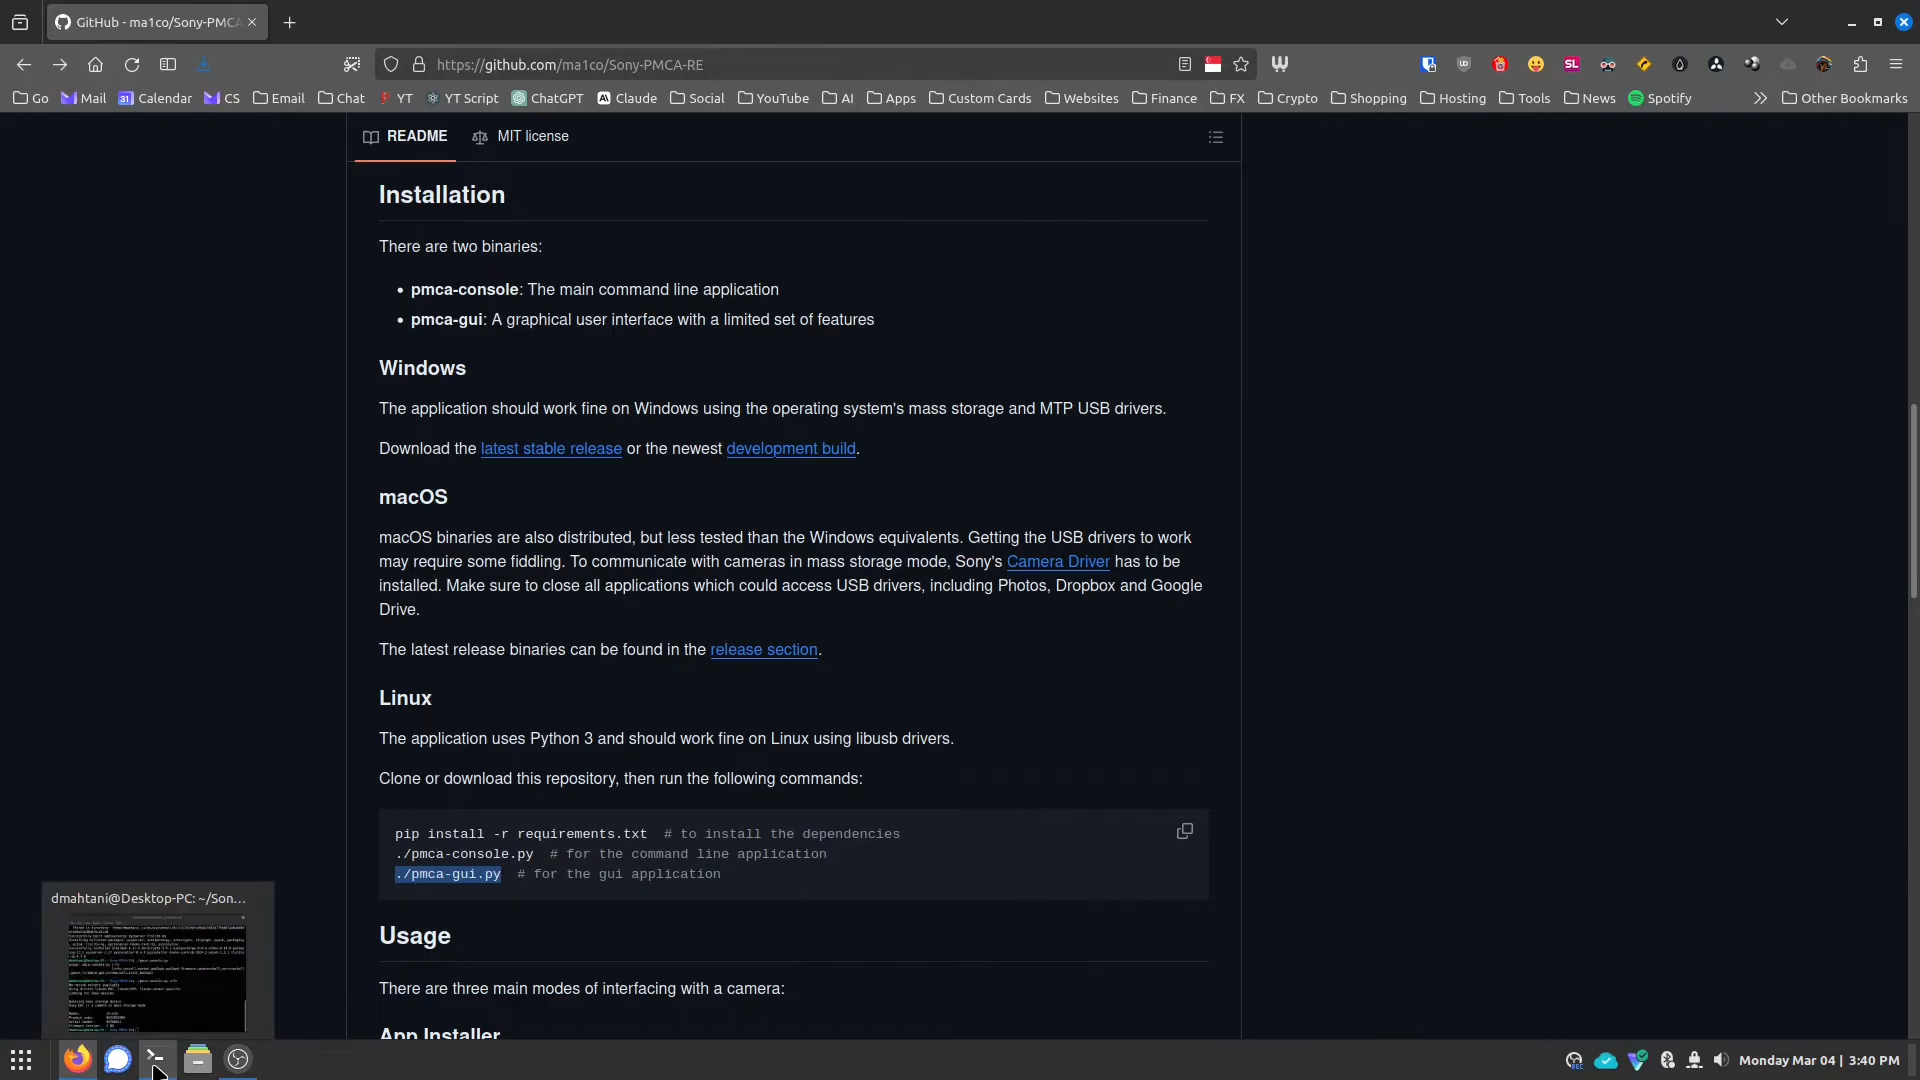 GitHub - ma1co/Sony-PMCA
https://github.com/ma1co/Sony-PMCA-RE
Go
Mail
31 Calendar
CS
Email
Chat
YT
YT Script
ChatGPT
Claude
Social
YouTube
AI
Apps
Custom Cards
Websites
Finance
FX
Crypto
Shopping
Hosting
Tools
News
Spotify
Other Bookmarks
README
MIT license
Installation
There are two binaries:
• pmca-console: The main command line application
• pmca-gui: A graphical user interface with a limited set of features
Windows
The application should work fine on Windows using the operating system's mass storage and MTP USB drivers.
Download the latest stable release or the newest development build.
macOS
macOS binaries are also distributed, but less tested than the Windows equivalents. Getting the USB drivers to work
may require some fiddling. To communicate with cameras in mass storage mode, Sony's Camera Driver has to be
installed. Make sure to close all applications which could access USB drivers, including Photos, Dropbox and Google
Drive.
The latest release binaries can be found in the release section.
Linux
The application uses Python 3 and should work fine on Linux using libusb drivers.
Clone or download this repository, then run the following commands:
pip install -r requirements.txt  # to install the dependencies
./pmca-console.py  # for the command line application
./pmca-gui.py  # for the gui application
Usage
There are three main modes of interfacing with a camera:
App Installer
dmahtani@Desktop-PC: ~/Son...
Monday Mar 04 | 3:40 PM